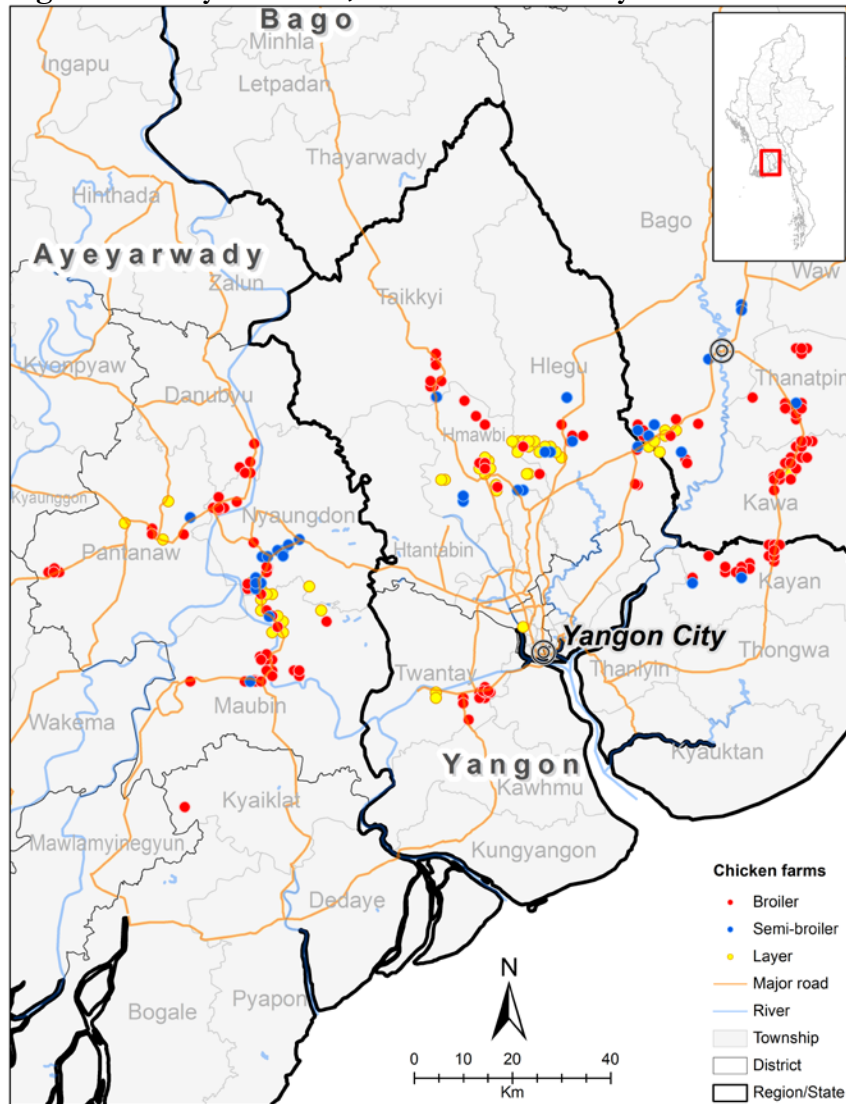 Bago
Minhla
Ingapu
Letpadan
Thayarwady
Hinthada
Bago
Ayeyarwady
Zalun
Waw
Taikkyi
Kyonpyaw
Hlegu
Thanatpin
Danubyu
Hmawbi
Kyaunggon
Kawa
Nyaungdon
Pantanaw
Htantabin
Kayan
Yangon City
Twantay
Thanlyin
Thongwa
Maubin
Wakema
Kyauktan
Yangon
Kawhmu
Kyaiklat
Mawlamyinegyun
Kungyangon
Dedaye
Bogale
Pyapon
N
0 10 20 40
Km
Chicken farms
Broiler
Semi-broiler
Layer
Major road
River
Township
District
Region/State